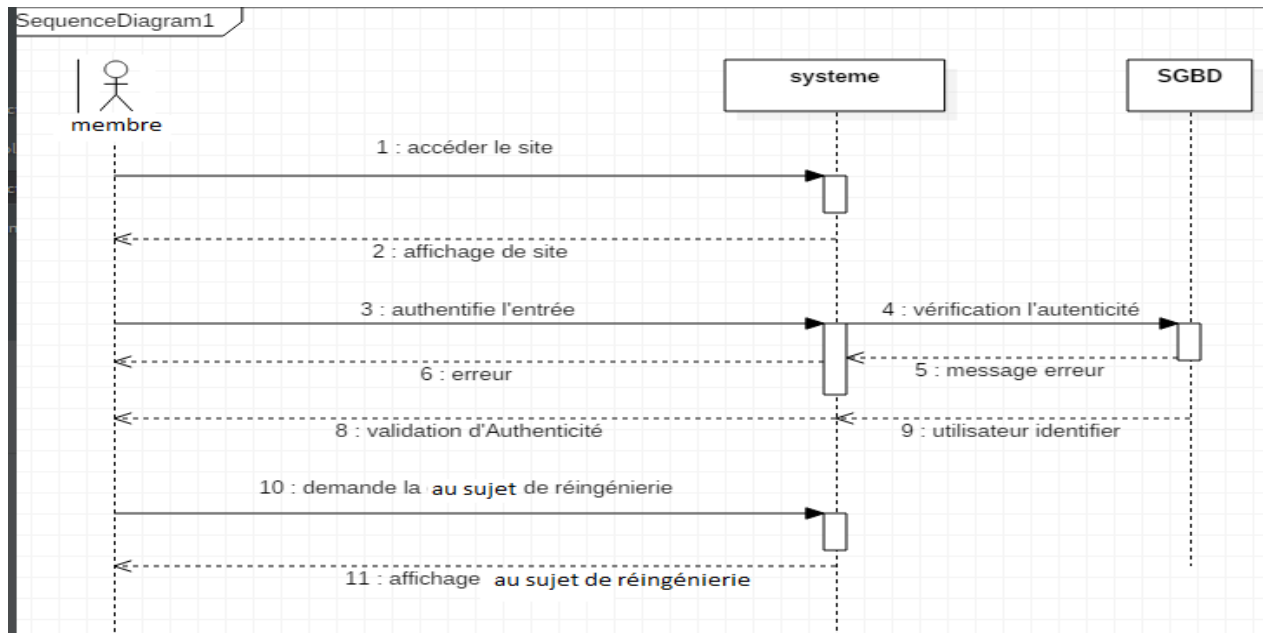 SequenceDiagram1
systeme
SGBD
membre
1 : accéder le site
2 : affichage de site
3 : authentifie l'entrée
4 : vérification l'autenticité
5 : message erreur
6 : erreur
8 : validation d'Authenticité
9 : utilisateur identifier
10 : demande la au sujet de réingénierie
11 : affichage au sujet de réingénierie